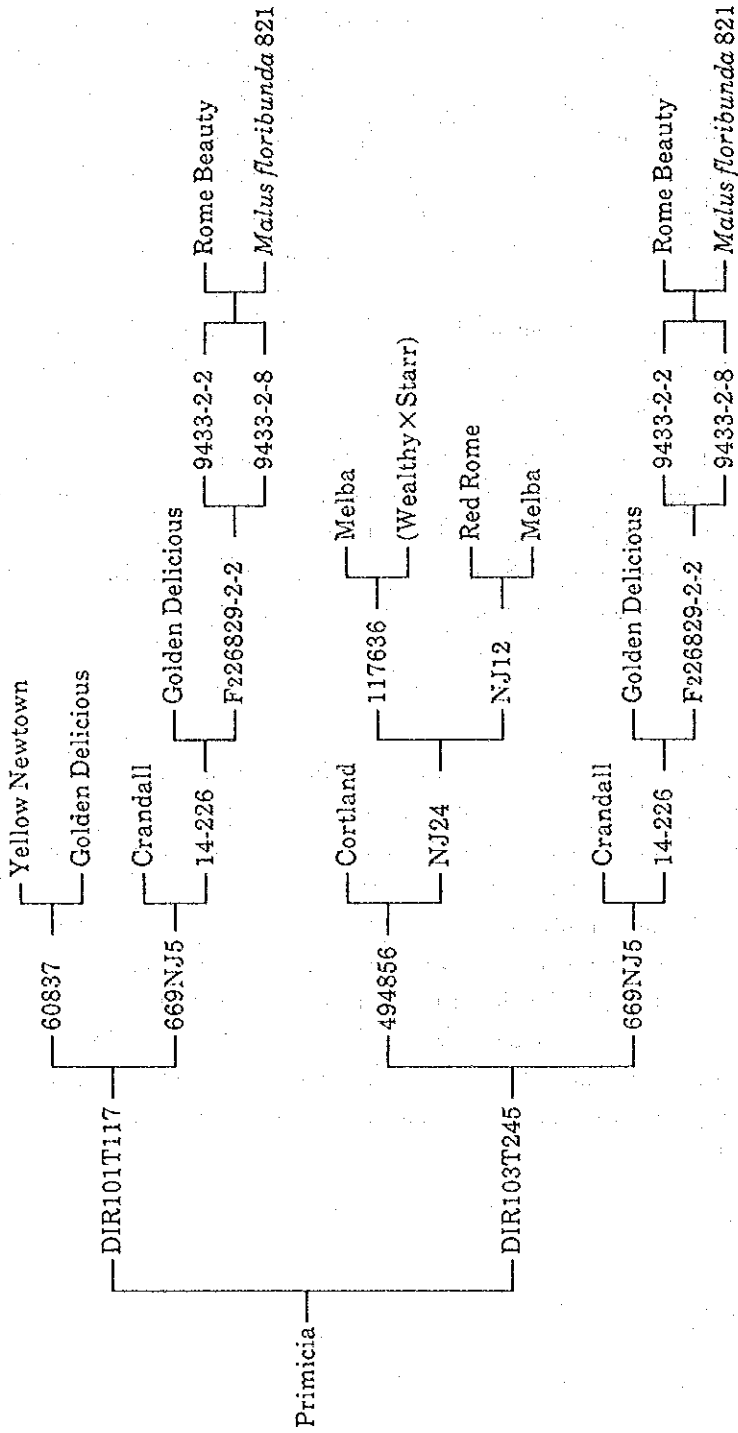 Primicia
DIR101T117
60837
Yellow Newtown
Golden Delicious
669NJ5
Crandall
14-226
Golden Delicious
F226829-2-2
9433-2-2
9433-2-8
Rome Beauty
Malus floribunda 821
DIR103T245
494856
Cortland
NJ24
117636
Melba
(Wealthy×Starr)
NJ12
Red Rome
Melba
669NJ5
Crandall
14-226
Golden Delicious
F226829-2-2
9433-2-2
9433-2-8
Rome Beauty
Malus floribunda 821